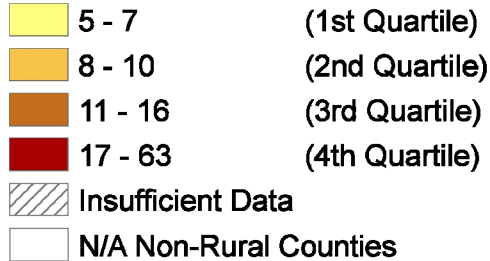 5 - 7 (1st Quartile)
8 - 10 (2nd Quartile)
11 - 16 (3rd Quartile)
17 - 63 (4th Quartile)
Insufficient Data
N/A Non-Rural Counties